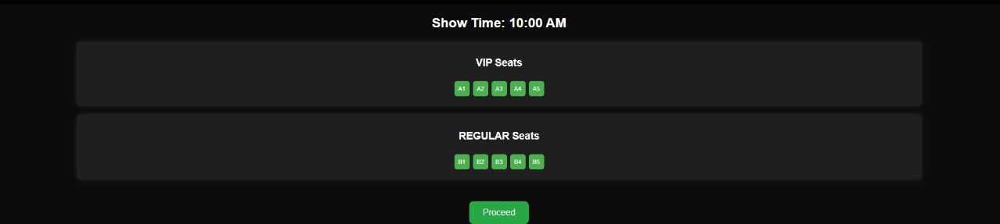 Show Time: 10:00 AM
VIP Seats
A1 A2 A3 A4 A5
REGULAR Seats
B1 B2 B3 B4 B5
Proceed